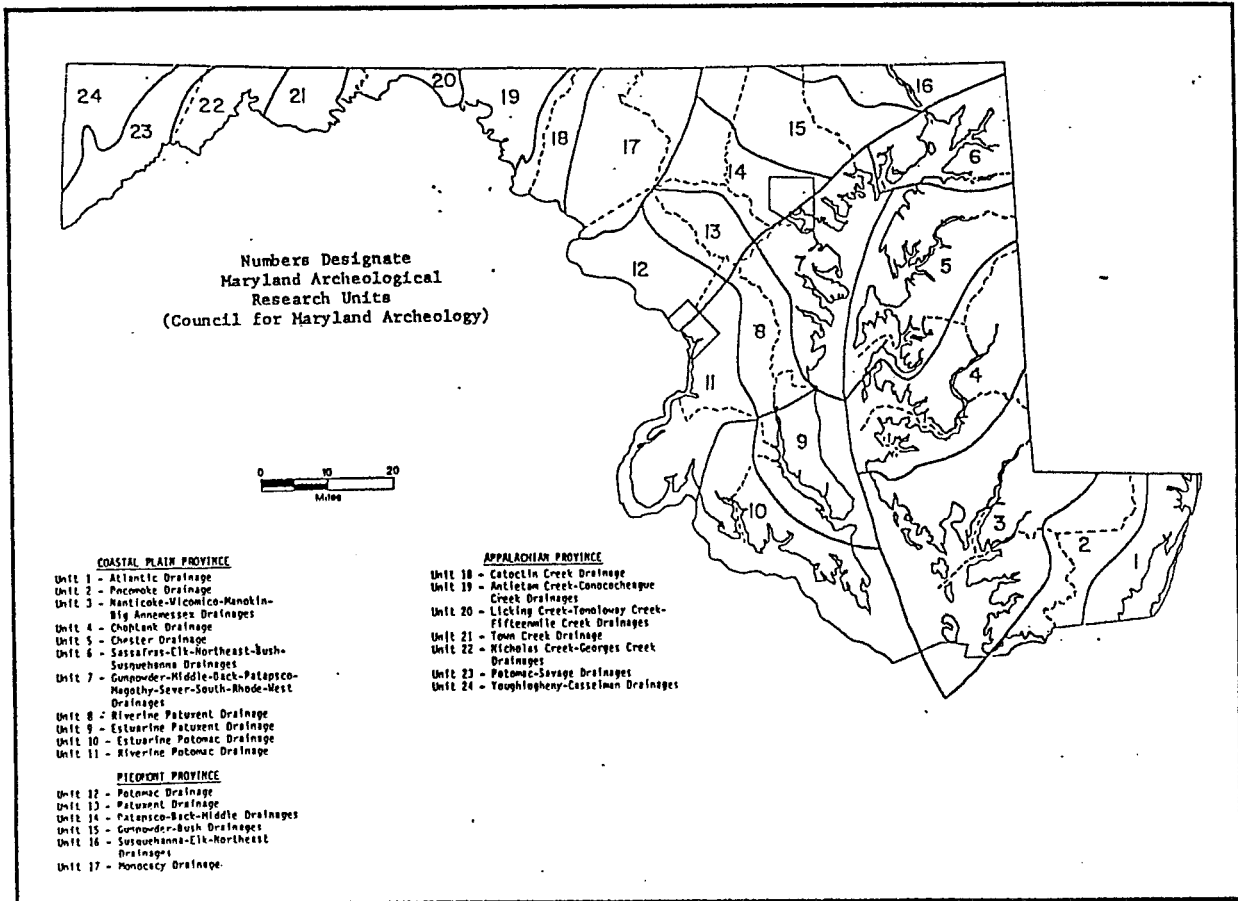 24
23
22
21
20
19
18
17
16
15
14
13
12
11
10
9
8
7
6
5
4
3
2
1
Numbers Designate
Maryland Archeological
Research Units
(Council for Maryland Archeology)
0 10 20
Miles
COASTAL PLAIN PROVINCE
Unit 1 - Atlantic Drainage
Unit 2 - Pocomoke Drainage
Unit 3 - Nanticoke-Wicomico-Manokin-
Big Annemessex Drainages
Unit 4 - Choptank Drainage
Unit 5 - Chester Drainage
Unit 6 - Sassafras-Elk-Northeast-Bush-
Susquehanna Drainages
Unit 7 - Gunpowder-Middle-Back-Patapsco-
Magothy-Sever-South-Rhode-West
Drainages
Unit 8 - Riverine Patuxent Drainage
Unit 9 - Estuarine Patuxent Drainage
Unit 10 - Estuarine Potomac Drainage
Unit 11 - Riverine Potomac Drainage
PIEDMONT PROVINCE
Unit 12 - Potomac Drainage
Unit 13 - Patuxent Drainage
Unit 14 - Patapsco-Back-Middle Drainages
Unit 15 - Gunpowder-Bush Drainages
Unit 16 - Susquehanna-Elk-Northeast
Drainages
Unit 17 - Monocacy Drainage
APPALACHIAN PROVINCE
Unit 18 - Catoctin Creek Drainage
Unit 19 - Antietam Creek-Conococheague
Creek Drainages
Unit 20 - Licking Creek-Tonoloway Creek-
Fifteenmile Creek Drainages
Unit 21 - Town Creek Drainage
Unit 22 - Nicholas Creek-Georges Creek
Drainages
Unit 23 - Potomac-Savage Drainages
Unit 24 - Youghiogheny-Casselman Drainages